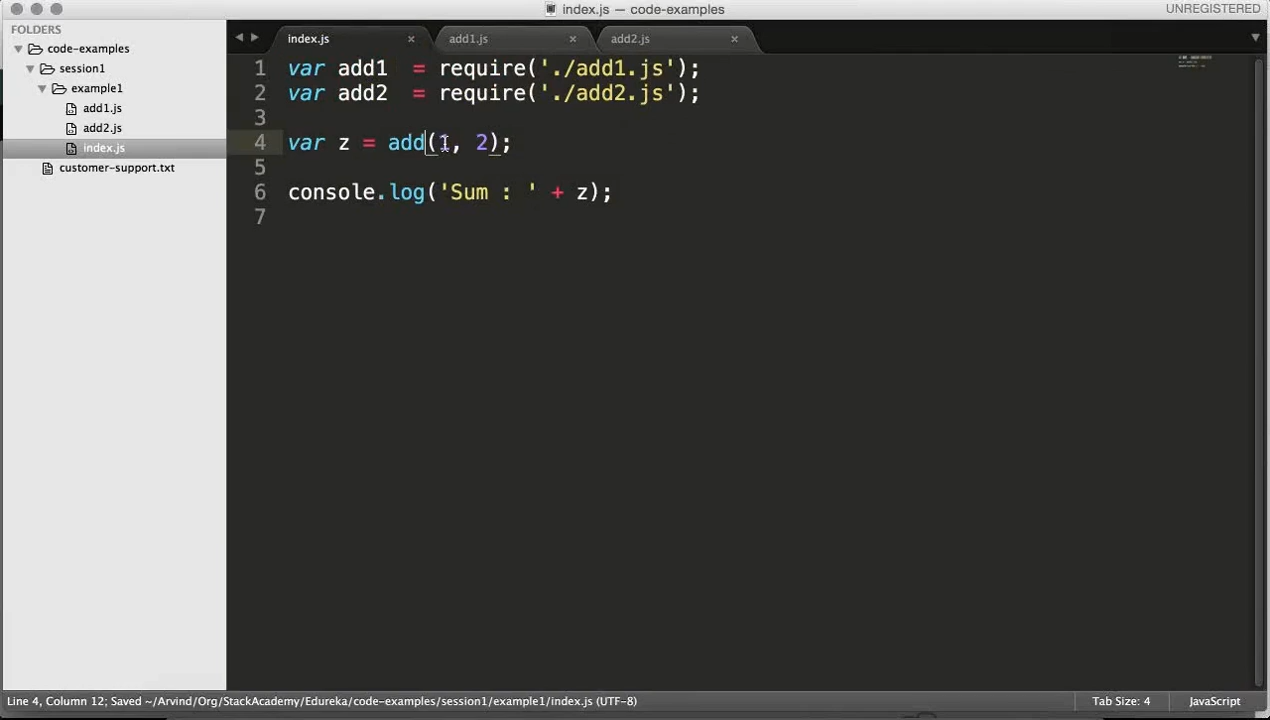 index.js — code-examples
UNREGISTERED
FOLDERS
code-examples
session1
example1
add1.js
add2.js
index.js
customer-support.txt
index.js × add1.js × add2.js ×
1 var add1 = require('./add1.js');
2 var add2 = require('./add2.js');
3
4 var z = add(1, 2);
5
6 console.log('Sum : ' + z);
7
Line 4, Column 12; Saved ~/Arvind/Org/StackAcademy/Edureka/code-examples/session1/example1/index.js (UTF-8)
Tab Size: 4
JavaScript